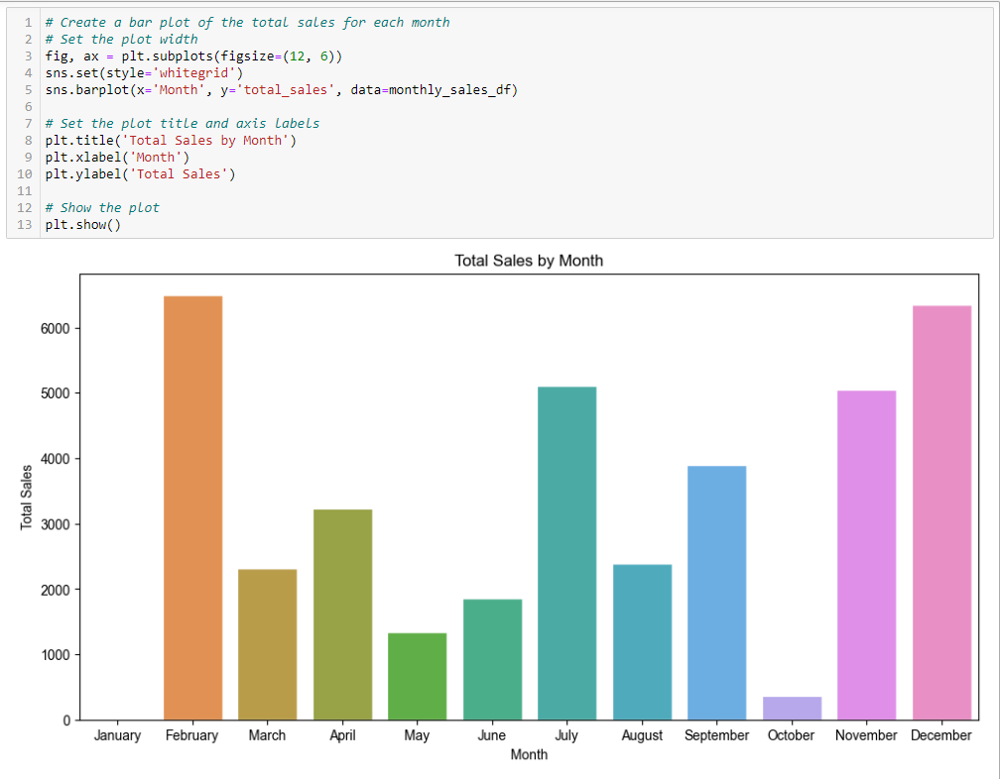 1 # Create a bar plot of the total sales for each month
2 # Set the plot width
3 fig, ax = plt.subplots(figsize=(12, 6))
4 sns.set(style='whitegrid')
5 sns.barplot(x='Month', y='total_sales', data=monthly_sales_df)
6
7 # Set the plot title and axis labels
8 plt.title('Total Sales by Month')
9 plt.xlabel('Month')
10 plt.ylabel('Total Sales')
11
12 # Show the plot
13 plt.show()
Total Sales by Month
Total Sales
6000
5000
4000
3000
2000
1000
0
January February March April May June July August September October November December
Month